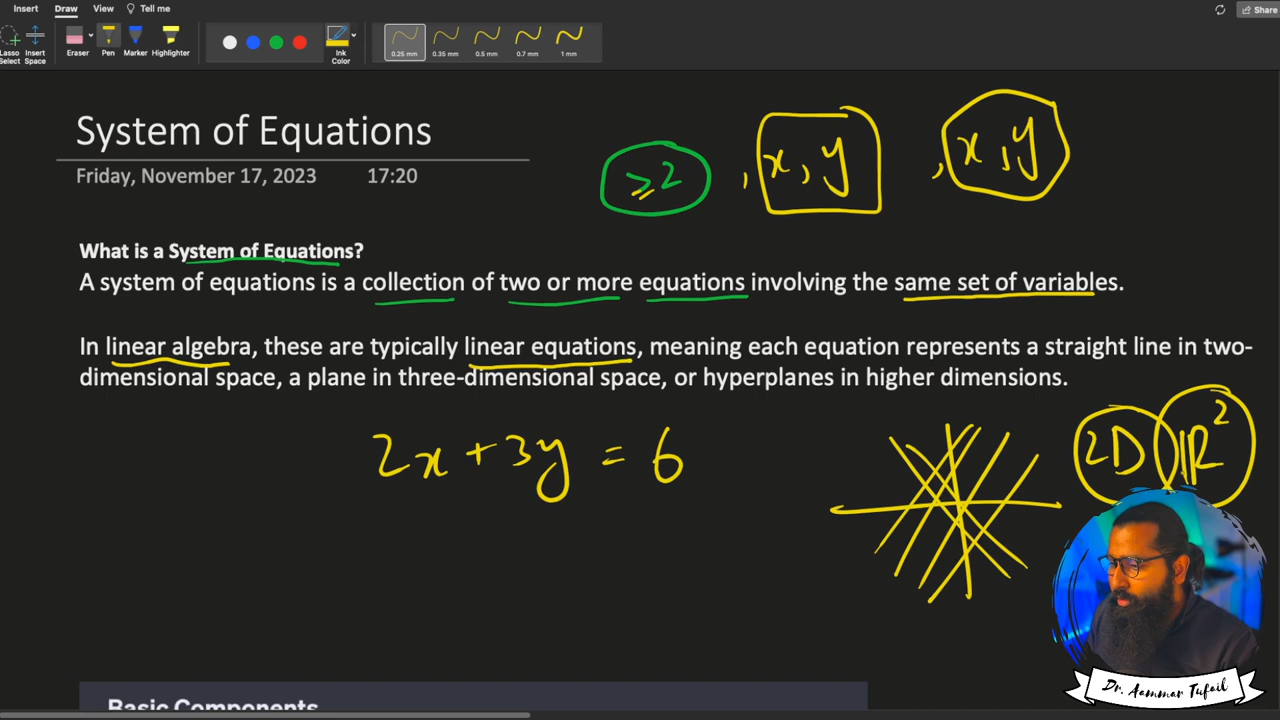 Insert Draw View Tell me Share
Lasso Select Insert Space Eraser Pen Marker Highlighter Ink Color 0.25 mm 0.35 mm 0.5 mm 0.7 mm 1 mm
System of Equations
Friday, November 17, 2023 17:20
≥2 , x, y , x, y
What is a System of Equations?
A system of equations is a collection of two or more equations involving the same set of variables.
In linear algebra, these are typically linear equations, meaning each equation represents a straight line in two-
dimensional space, a plane in three-dimensional space, or hyperplanes in higher dimensions.
2x + 3y = 6
2D ℝ²
Dr. Aammar Tufail
Basic Components